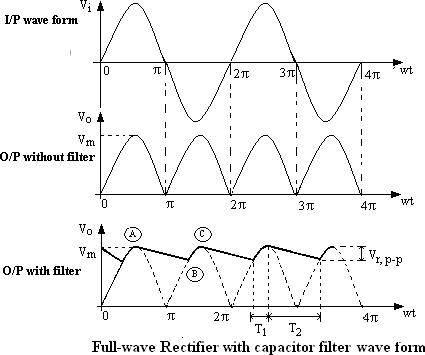 Vi
I/P wave form
0 π 2π 3π 4π wt
Vo
Vm
O/P without filter
0 π 2π 3π 4π wt
Vo
A C
Vm
B
Vr, p-p
O/P with filter
0 π 2π T1 T2 4π wt
Full-wave Rectifier with capacitor filter wave form